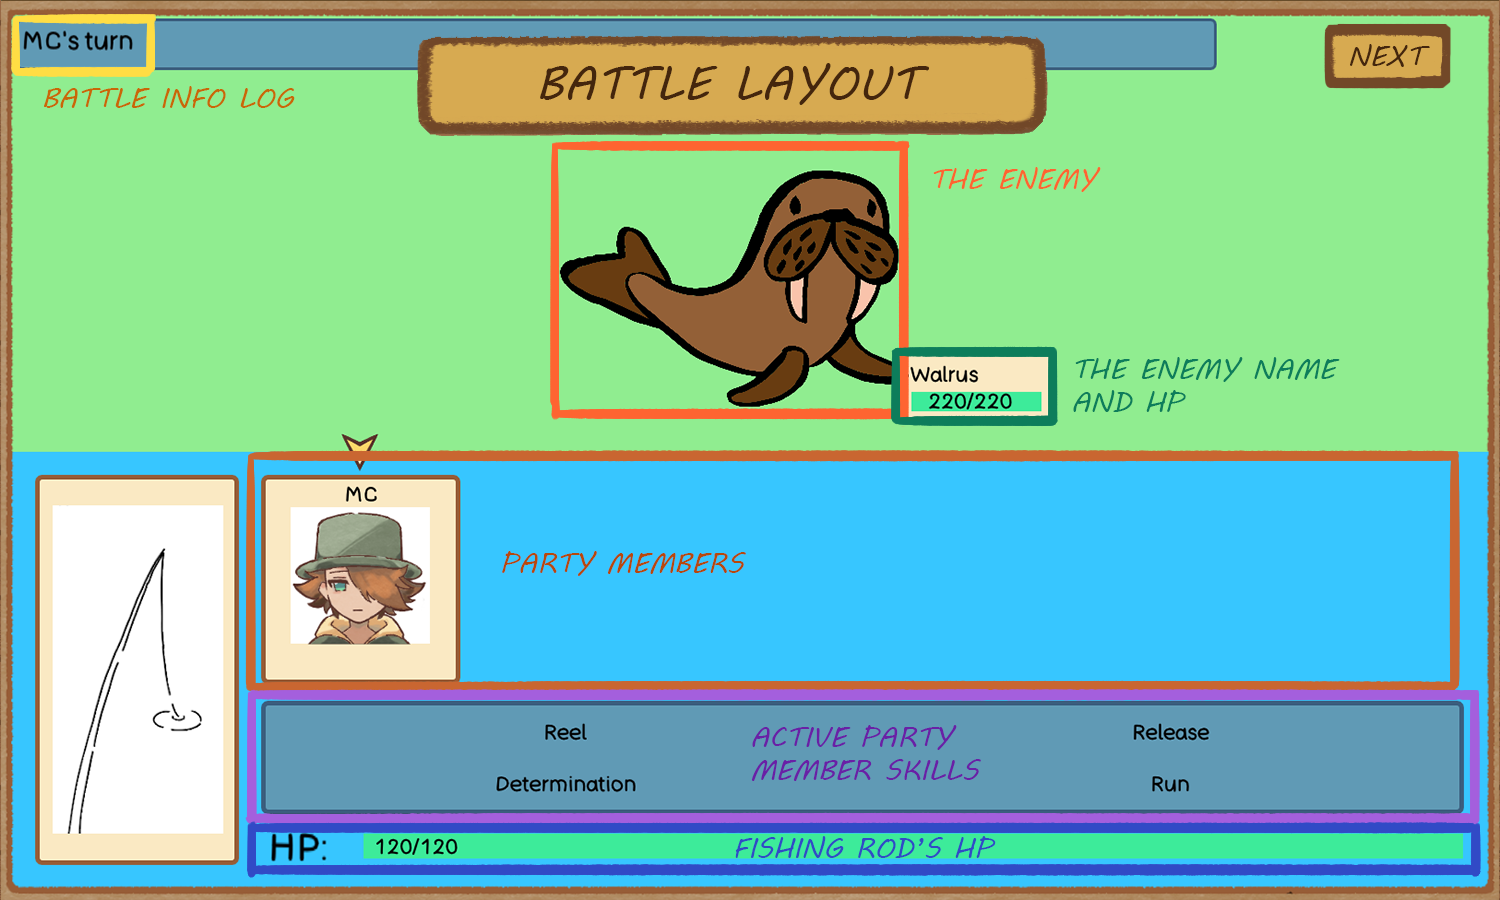 MC's turn
BATTLE LAYOUT
NEXT
BATTLE INFO LOG
THE ENEMY
Walrus
220/220
THE ENEMY NAME
AND HP
MC
PARTY MEMBERS
Reel
Release
ACTIVE PARTY
MEMBER SKILLS
Determination
Run
HP:
120/120
FISHING ROD'S HP